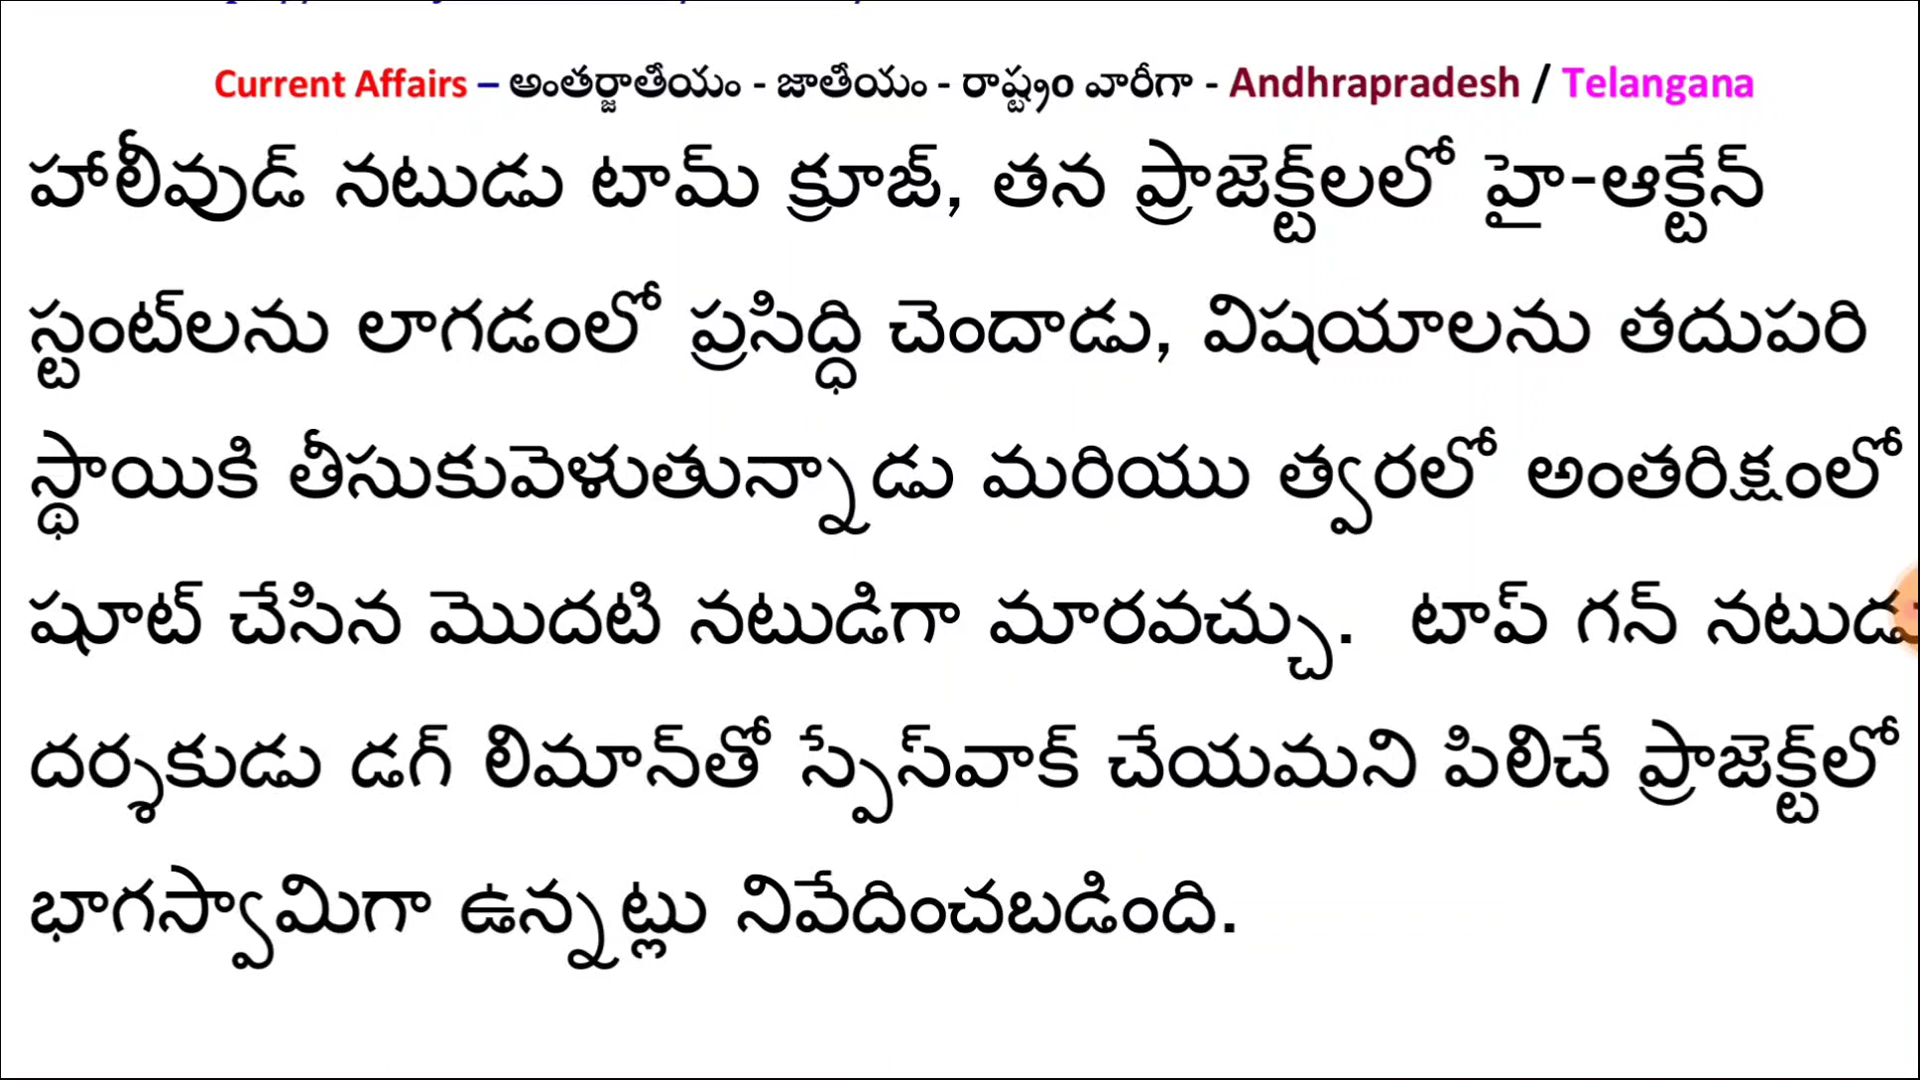 Current Affairs – అంతర్జాతీయం - జాతీయం - రాష్ట్రం వారీగా - Andhrapradesh / Telangana
హాలీవుడ్ నటుడు టామ్ క్రూజ్, తన ప్రాజెక్ట్‌లలో హై-ఆక్టేన్
స్టంట్‌లను లాగడంలో ప్రసిద్ధి చెందాడు, విషయాలను తదుపరి
స్థాయికి తీసుకువెళుతున్నాడు మరియు త్వరలో అంతరిక్షంలో
షూట్ చేసిన మొదటి నటుడిగా మారవచ్చు. టాప్ గన్ నటుడు
దర్శకుడు డగ్ లిమాన్‌తో స్పేస్‌వాక్ చేయమని పిలిచే ప్రాజెక్ట్‌లో
భాగస్వామిగా ఉన్నట్లు నివేదించబడింది.